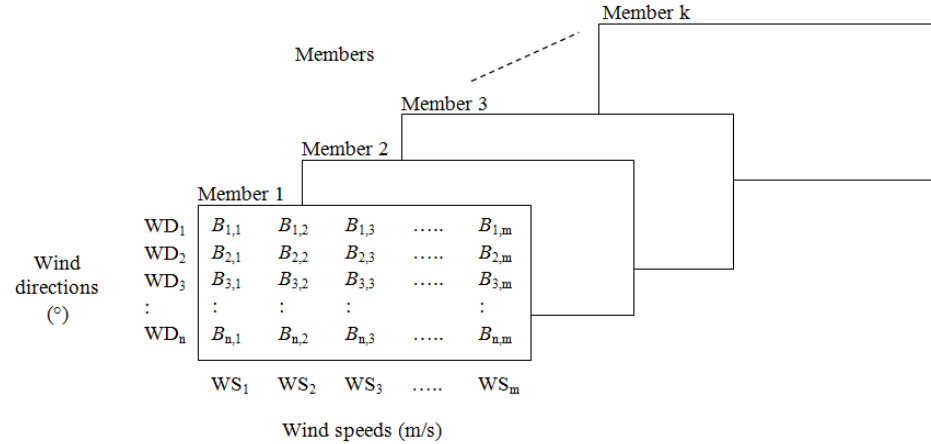 Member k
Members
Member 3
Member 2
Member 1
WD₁ B₁,₁ B₁,₂ B₁,₃ ..... B₁,ₘ
WD₂ B₂,₁ B₂,₂ B₂,₃ ..... B₂,ₘ
Wind directions (°)
WD₃ B₃,₁ B₃,₂ B₃,₃ ..... B₃,ₘ
: : : : :
WDₙ Bₙ,₁ Bₙ,₂ Bₙ,₃ ..... Bₙ,ₘ
WS₁ WS₂ WS₃ ..... WSₘ
Wind speeds (m/s)